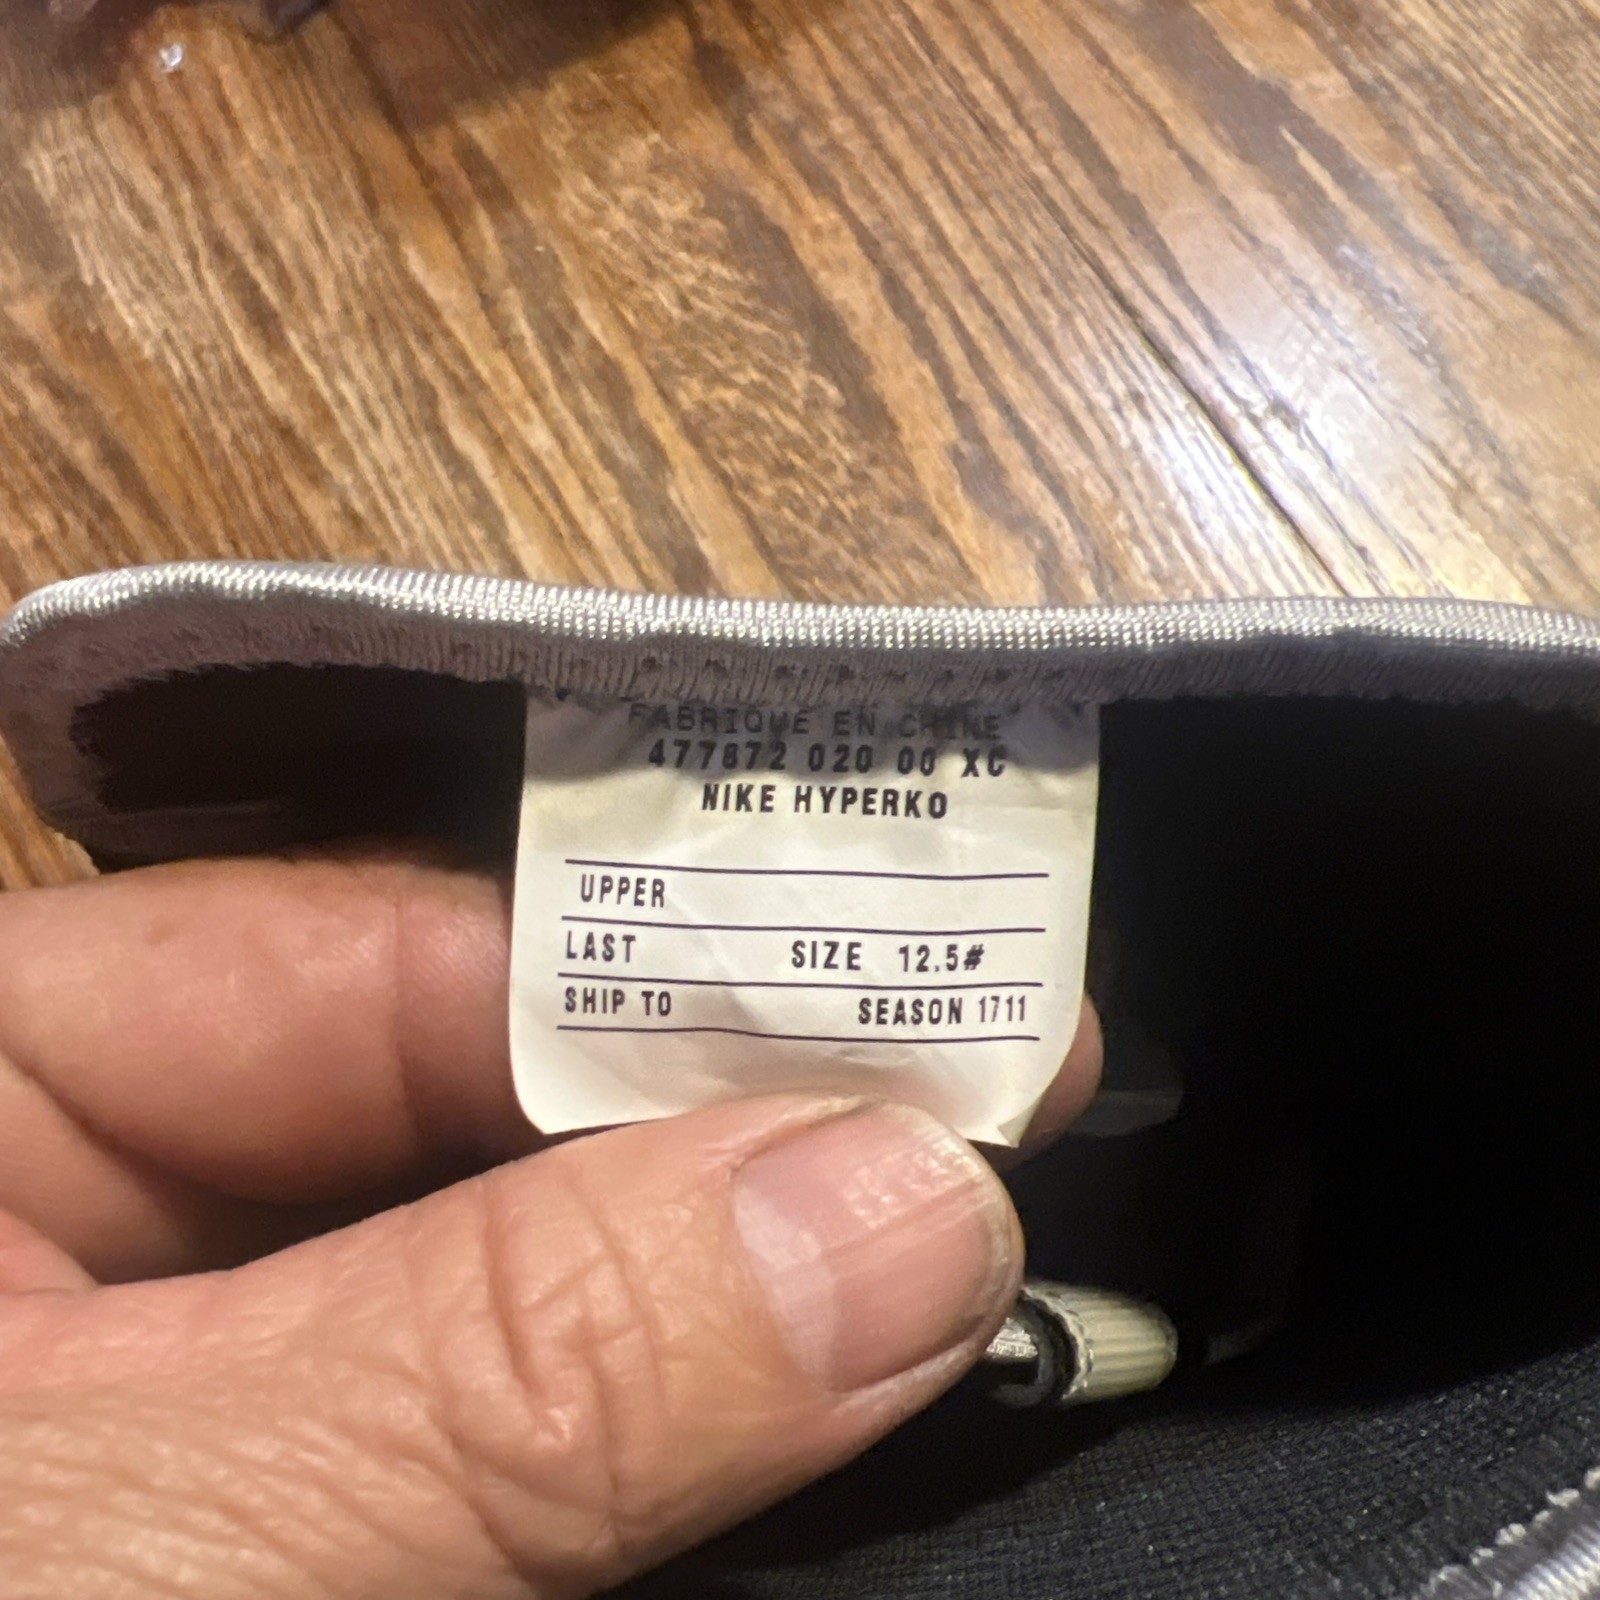 FABRIQUE EN CHINE
477872 020 00 XC
NIKE HYPERKO
UPPER
LAST SIZE 12.5#
SHIP TO SEASON 1711